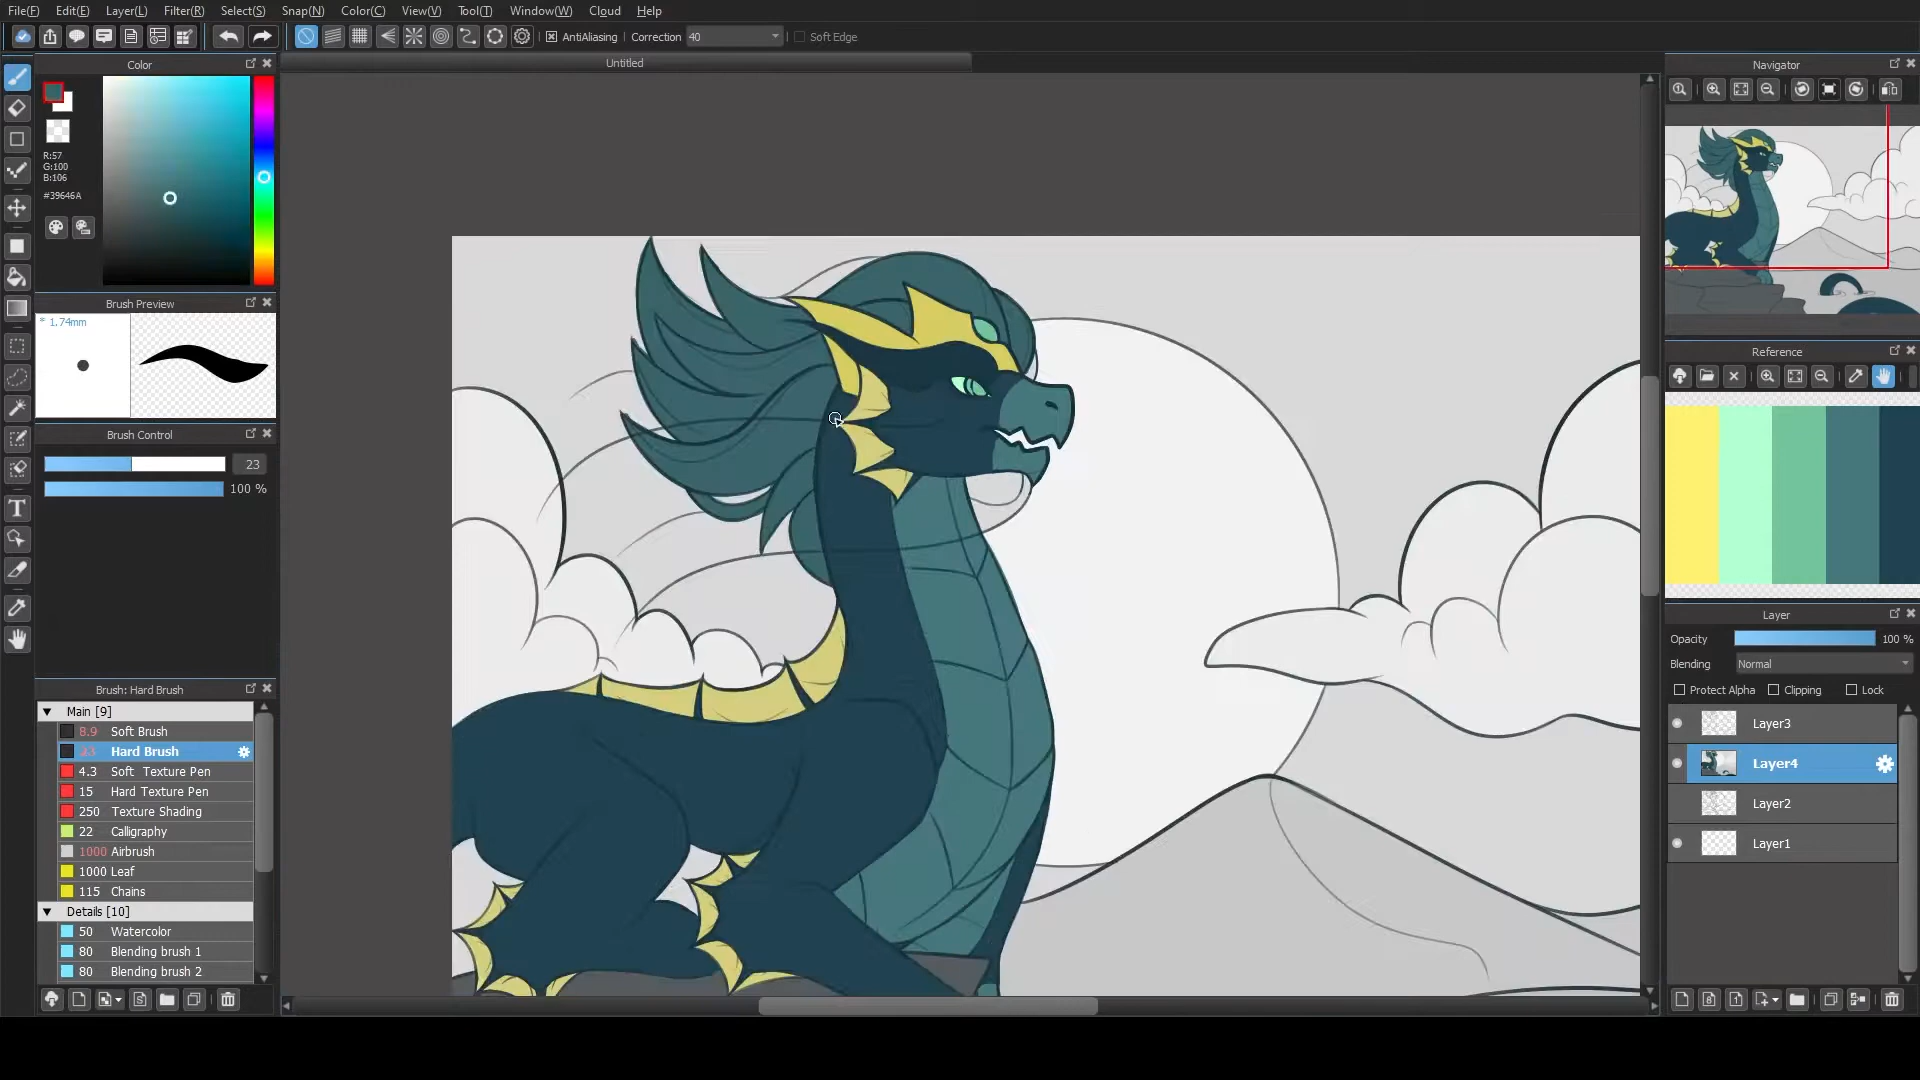 File(F) Edit(E) Layer(L) Filter(R) Select(S) Snap(N) Color(C) View(V) Tool(T) Window(W) Cloud Help
AntiAliasing Correction 40 Soft Edge
Color
Untitled
Navigator
R:57
G:100
B:106
#39646A
Brush Preview
* 1.74mm
Reference
Brush Control
23
100 %
Layer
Opacity 100 %
Blending Normal
Protect Alpha Clipping Lock
Brush: Hard Brush
Main [9]
8.9 Soft Brush
23 Hard Brush
4.3 Soft Texture Pen
15 Hard Texture Pen
250 Texture Shading
22 Calligraphy
1000 Airbrush
1000 Leaf
115 Chains
Details [10]
50 Watercolor
80 Blending brush 1
80 Blending brush 2
Layer3
Layer4
Layer2
Layer1